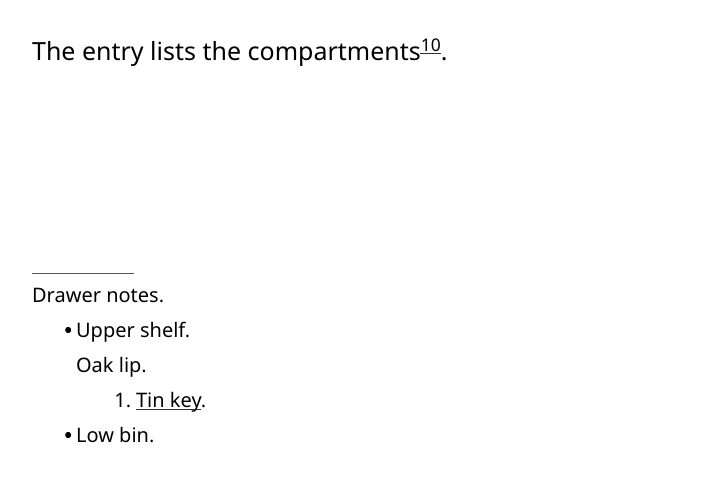 The entry lists the compartments10.
Drawer notes.
• Upper shelf.
Oak lip.
1. Tin key.
• Low bin.